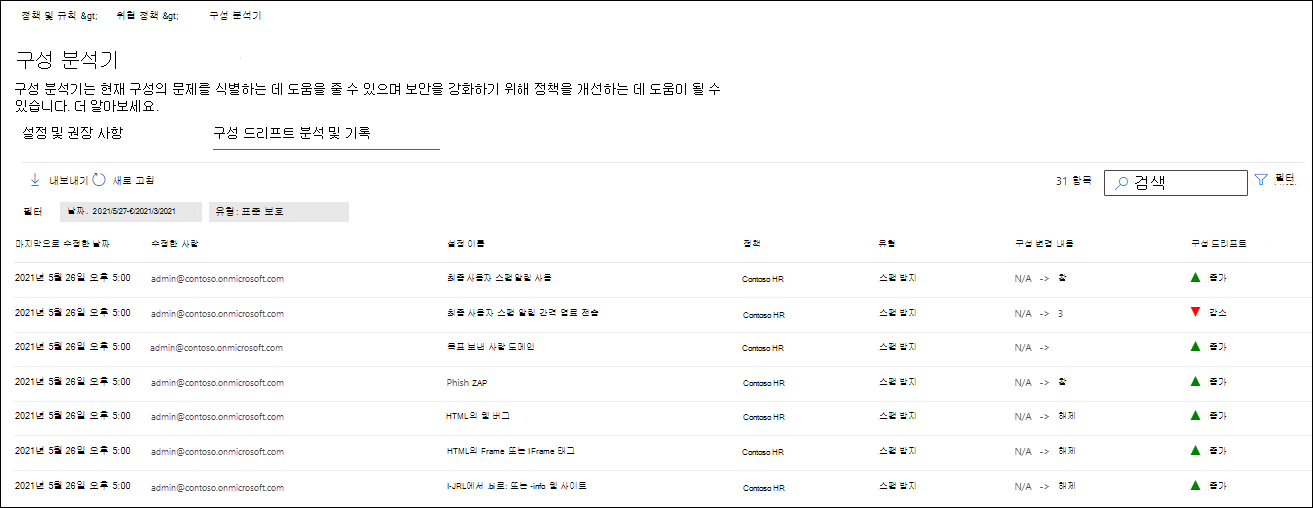 정책 및 규칙 &gt; 위협 정책 &gt; 구성 분석기
구성 분석기
구성 분석기는 현재 구성의 문제를 식별하는 데 도움을 줄 수 있으며 보안을 강화하기 위해 정책을 개선하는 데 도움이 될 수
있습니다. 더 알아보세요.
설정 및 권장 사항 구성 드리프트 분석 및 기록
내보내기 새로 고침 31 항목 검색 필터
필터 날짜. 2021/5/27-6/2021/3/2021 유형: 표준 보호
마지막으로 수정한 날짜 수정한 사람 설정 이름 정책 유형 구성 변경 내용 구성 드리프트
2021년 5월 26일 오후 5:00 admin@contoso.onmicrosoft.com 최종 사용자 스팸 알림 사용 Contoso HR 스팸 방지 N/A -> 참 증가
2021년 5월 26일 오후 5:00 admin@contoso.onmicrosoft.com 최종 사용자 스팸 알림 간격 열로 전송 Contoso HR 스팸 방지 N/A -> 3 감소
2021년 5월 26일 오후 5:00 admin@contoso.onmicrosoft.com 목표 보낸 사람 도메인 Contoso HR 스팸 방지 N/A -> 증가
2021년 5월 26일 오후 5:00 admin@contoso.onmicrosoft.com Phish ZAP Contoso HR 스팸 방지 N/A -> 참 증가
2021년 5월 26일 오후 5:00 admin@contoso.onmicrosoft.com HTML의 웹 버그 Contoso HR 스팸 방지 N/A -> 해제 증가
2021년 5월 26일 오후 5:00 admin@contoso.onmicrosoft.com HTML의 Frame 또는 IFrame 태그 Contoso HR 스팸 방지 N/A -> 해제 증가
2021년 5월 26일 오후 5:00 admin@contoso.onmicrosoft.com 또는 -info 웹 사이트 Contoso HR 스팸 방지 N/A -> 해제 증가